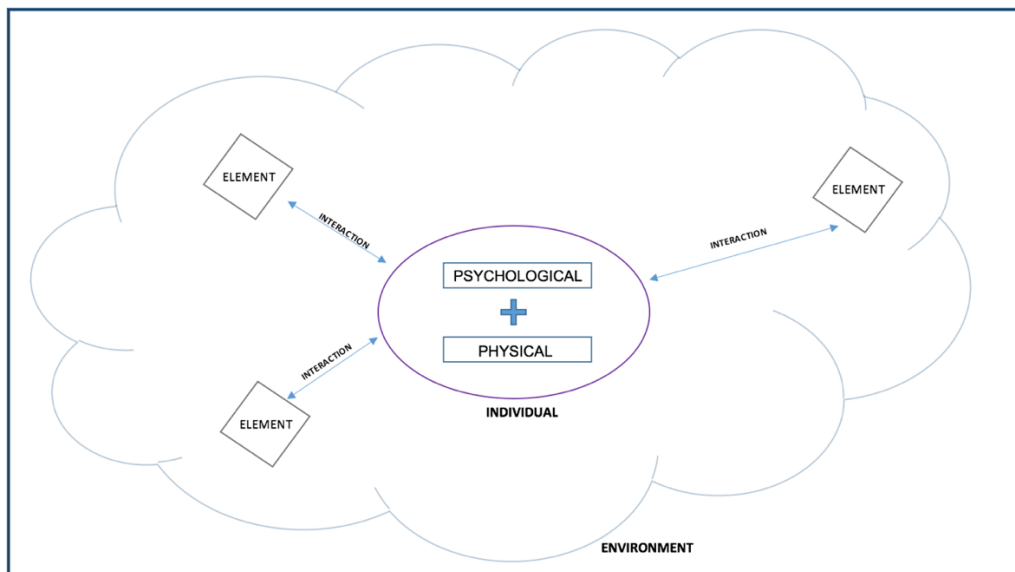 ELEMENT
ELEMENT
INTERACTION
INTERACTION
PSYCHOLOGICAL
PHYSICAL
INTERACTION
ELEMENT
INDIVIDUAL
ENVIRONMENT